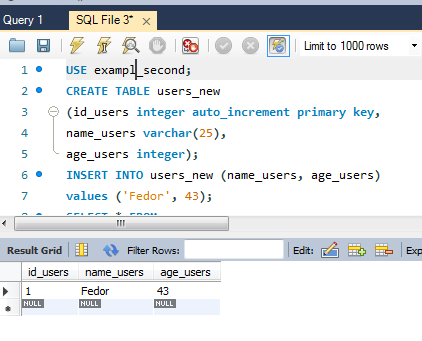 Query 1
SQL File 3*
Limit to 1000 rows
1 USE exampl_second;
2 CREATE TABLE users_new
3 (id_users integer auto_increment primary key,
4 name_users varchar(25),
5 age_users integer);
6 INSERT INTO users_new (name_users, age_users)
7 values ('Fedor', 43);
8 SELECT * FROM
Result Grid Filter Rows: Edit: Exp
id_users name_users age_users
1 Fedor 43
NULL NULL NULL